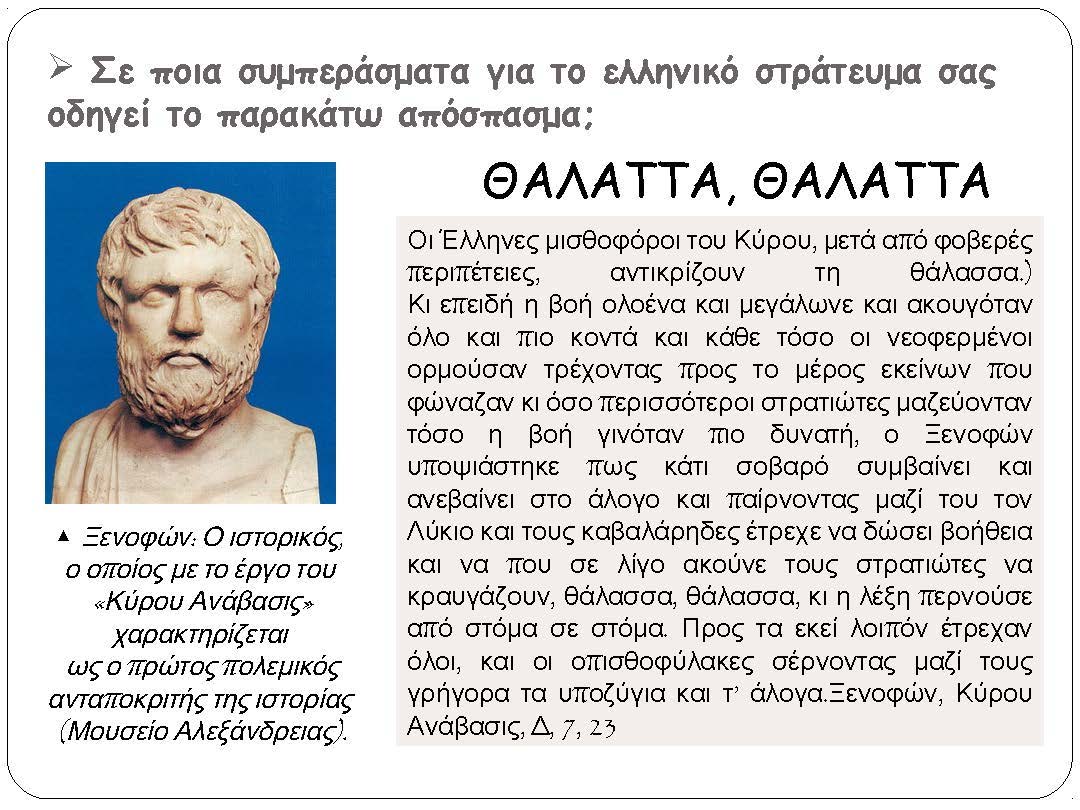 ➢ Σε ποια συμπεράσματα για το ελληνικό στράτευμα σας
οδηγεί το παρακάτω απόσπασμα;
ΘΑΛΑΤΤΑ, ΘΑΛΑΤΤΑ
Οι Έλληνες μισθοφόροι του Κύρου, μετά από φοβερές
περιπέτειες, αντικρίζουν τη θάλασσα.)
Κι επειδή η βοή ολοένα και μεγάλωνε και ακουγόταν
όλο και πιο κοντά και κάθε τόσο οι νεοφερμένοι
ορμούσαν τρέχοντας προς το μέρος εκείνων που
φώναζαν κι όσο περισσότεροι στρατιώτες μαζεύονταν
τόσο η βοή γινόταν πιο δυνατή, ο Ξενοφών
υποψιάστηκε πως κάτι σοβαρό συμβαίνει και
ανεβαίνει στο άλογο και παίρνοντας μαζί του τον
Λύκιο και τους καβαλάρηδες έτρεχε να δώσει βοήθεια
και να που σε λίγο ακούνε τους στρατιώτες να
κραυγάζουν, θάλασσα, θάλασσα, κι η λέξη περνούσε
από στόμα σε στόμα. Προς τα εκεί λοιπόν έτρεχαν
όλοι, και οι οπισθοφύλακες σέρνοντας μαζί τους
γρήγορα τα υποζύγια και τ’ άλογα.Ξενοφών, Κύρου
Ανάβασις, Δ, 7, 23
▲ Ξενοφών: Ο ιστορικός,
ο οποίος με το έργο του
«Κύρου Ανάβασις»
χαρακτηρίζεται
ως ο πρώτος πολεμικός
ανταποκριτής της ιστορίας
(Μουσείο Αλεξάνδρειας).